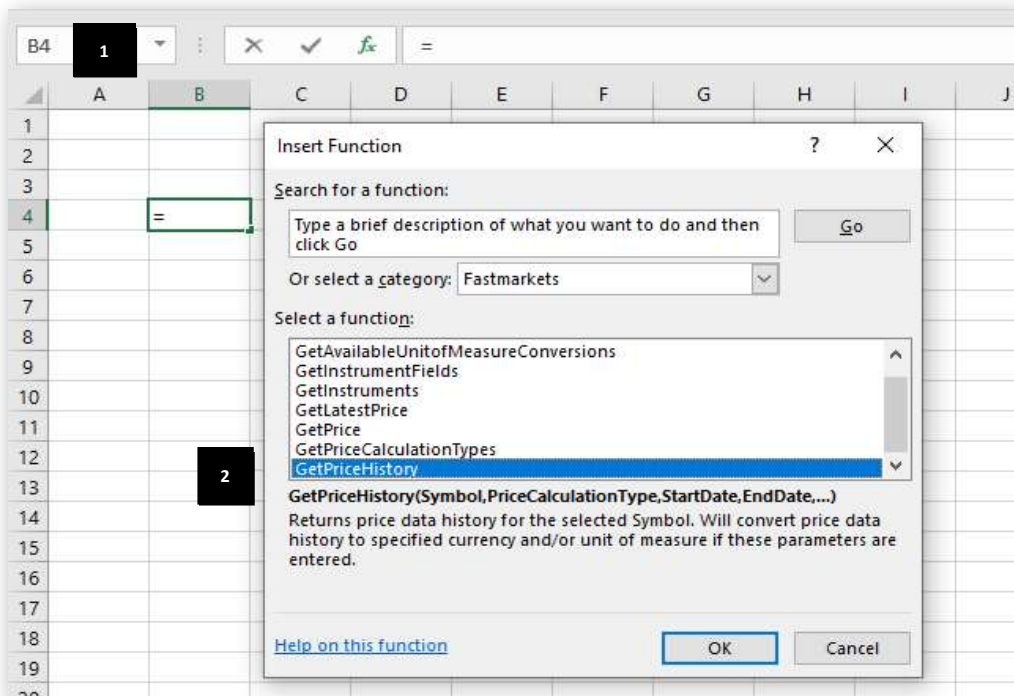 B4
1
fx
=
A B C D E F G H I J
1
2
3
4
=
5
6
7
8
9
10
11
12
13
14
15
16
17
18
19
Insert Function
?
Search for a function:
Type a brief description of what you want to do and then
click Go
Go
Or select a category: Fastmarkets
Select a function:
GetAvailableUnitofMeasureConversions
GetInstrumentFields
GetInstruments
GetLatestPrice
GetPrice
GetPriceCalculationTypes
2
GetPriceHistory
GetPriceHistory(Symbol,PriceCalculationType,StartDate,EndDate,...)
Returns price data history for the selected Symbol. Will convert price data
history to specified currency and/or unit of measure if these parameters are
entered.
Help on this function
OK
Cancel